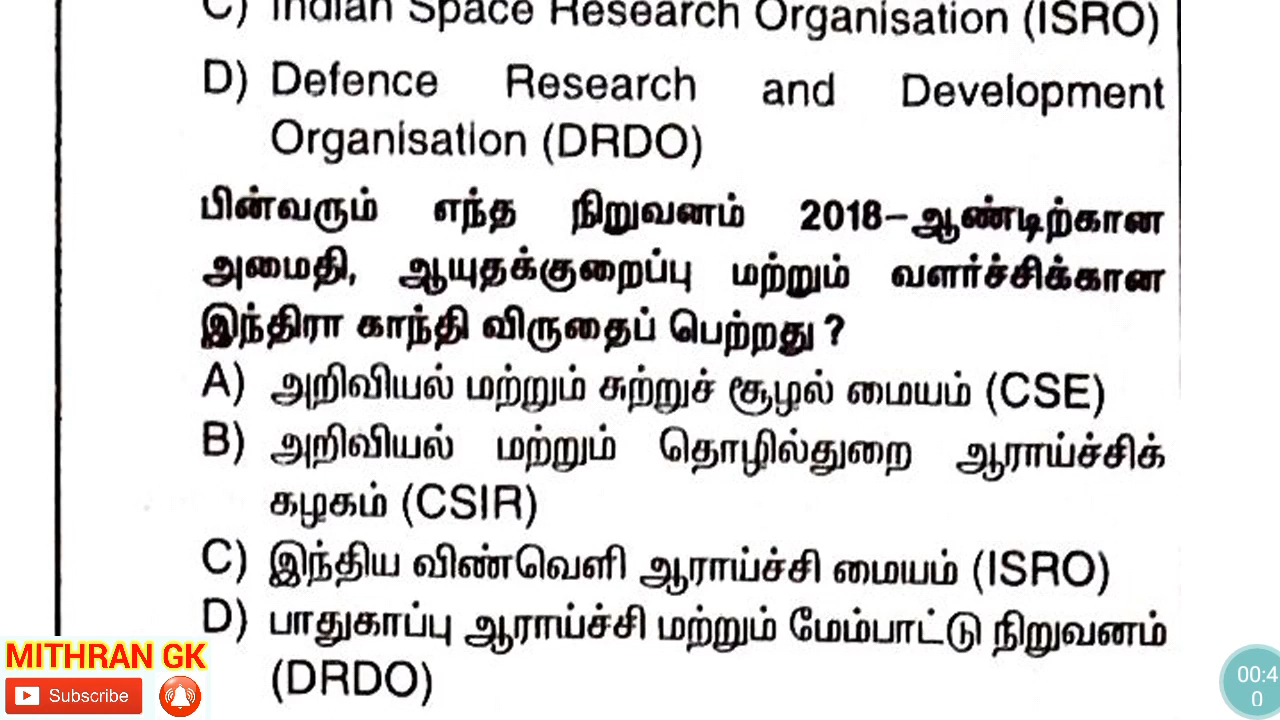 C) Indian Space Research Organisation (ISRO)
D) Defence Research and Development
Organisation (DRDO)
பின்வரும் எந்த நிறுவனம் 2018–ஆண்டிற்கான
அமைதி, ஆயுதக்குறைப்பு மற்றும் வளர்ச்சிக்கான
இந்திரா காந்தி விருதைப் பெற்றது ?
A) அறிவியல் மற்றும் சுற்றுச் சூழல் மையம் (CSE)
B) அறிவியல் மற்றும் தொழில்துறை ஆராய்ச்சிக்
கழகம் (CSIR)
C) இந்திய விண்வெளி ஆராய்ச்சி மையம் (ISRO)
D) பாதுகாப்பு ஆராய்ச்சி மற்றும் மேம்பாட்டு நிறுவனம்
(DRDO)
MITHRAN GK
Subscribe
00:4
0